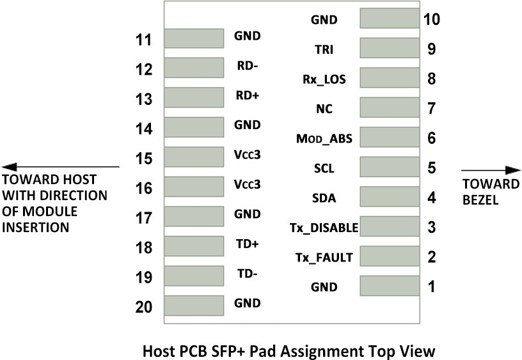 11 GND
12 RD-
13 RD+
14 GND
15 Vcc3
16 Vcc3
17 GND
18 TD+
19 TD-
20 GND
GND 10
TRI 9
Rx_LOS 8
NC 7
MOD_ABS 6
SCL 5
SDA 4
Tx_DISABLE 3
Tx_FAULT 2
GND 1
TOWARD HOST
WITH DIRECTION
OF MODULE
INSERTION
TOWARD
BEZEL
Host PCB SFP+ Pad Assignment Top View